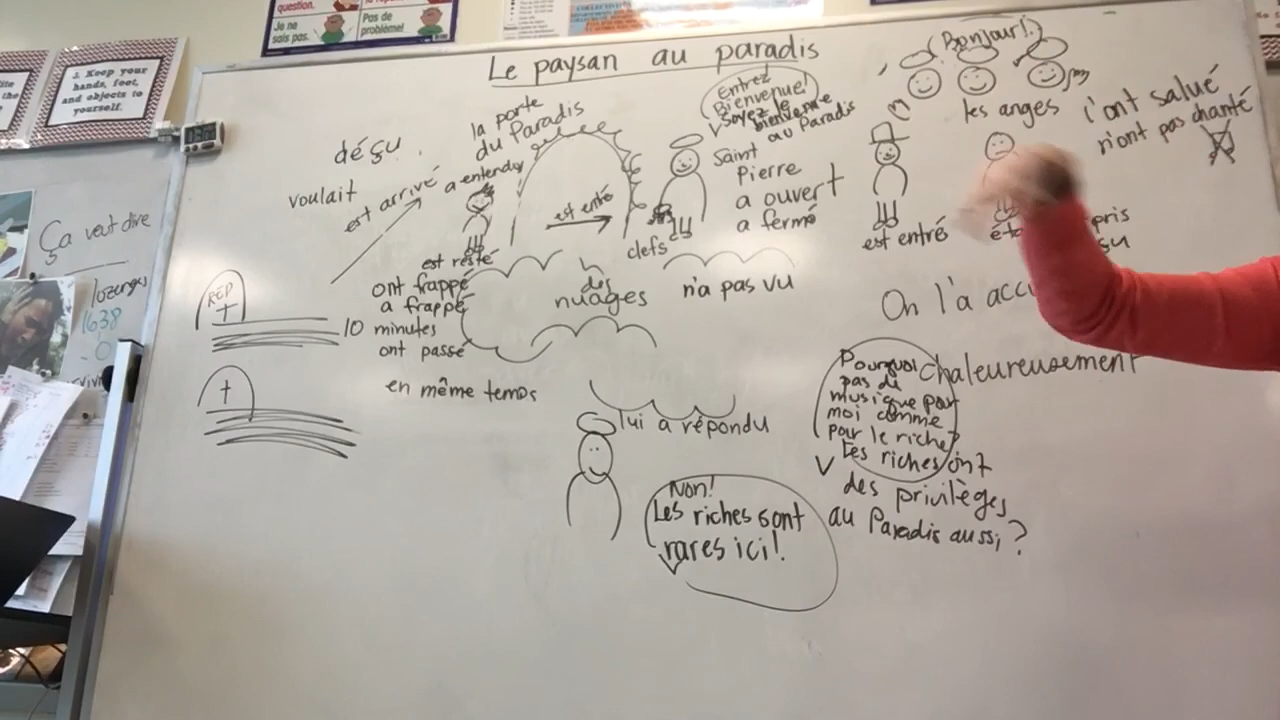 question.
Je ne
sais pas.
Pas de
problème!
3. Keep your
hands, feet,
and objects to
yourself.
Le paysan au paradis
Bonjour!
les anges
l'ont salué
n'ont pas chanté
Entrez
Bienvenue!
Soyez le
bienvenue
au Paradis
la porte
du Paradis
déçu
voulait
est arrivé
a entendu
est entré
Saint
Pierre
a ouvert
a fermé
clefs
est entré
pris
Ça veut dire
lozenges
1638
est resté
ont frappé
a frappé
10 minutes
ont passé
des
nuages
n'a pas vu
On l'a
chaleureusement
en même temps
lui a répondu
Non!
Les riches sont
rares ici!
Pourquoi
pas de
musique pour
moi comme
pour le riche?
Les riches ont
des privilèges
au Paradis aussi?